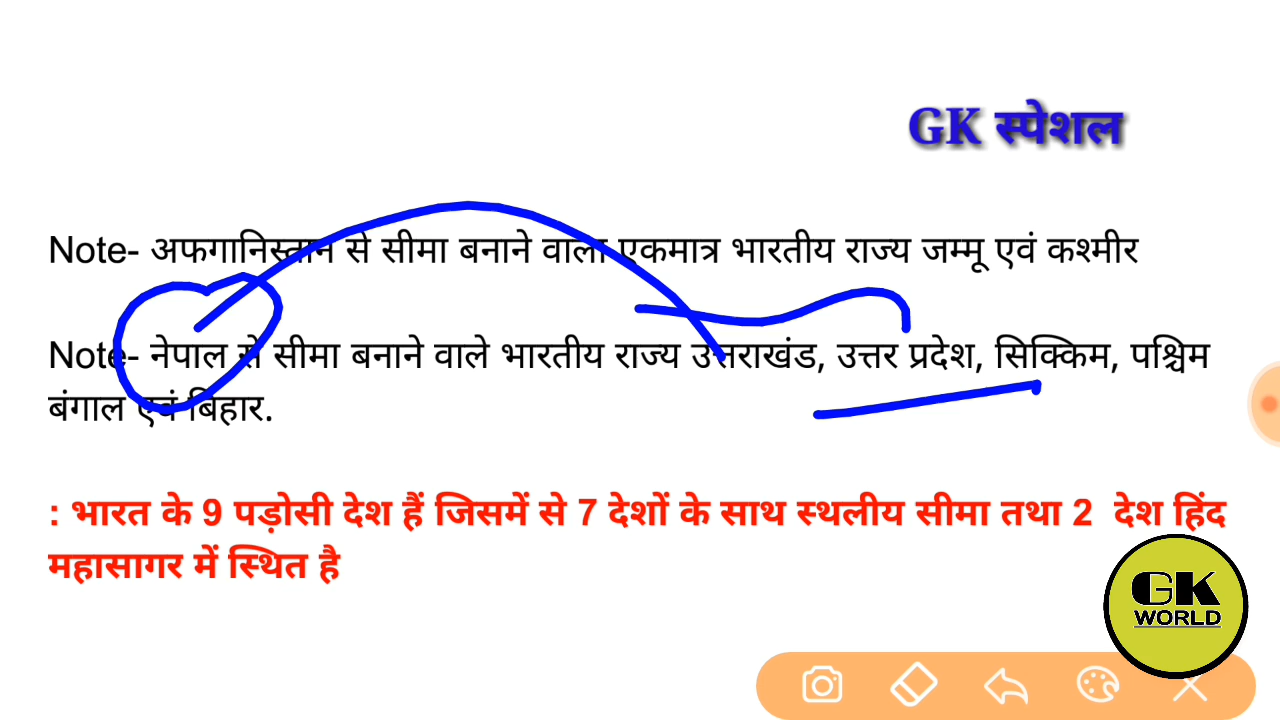 GK स्पेशल
Note- अफगानिस्तान से सीमा बनाने वाला एकमात्र भारतीय राज्य जम्मू एवं कश्मीर
Note- नेपाल से सीमा बनाने वाले भारतीय राज्य उत्तराखंड, उत्तर प्रदेश, सिक्किम, पश्चिम
बंगाल एवं बिहार.
: भारत के 9 पड़ोसी देश हैं जिसमें से 7 देशों के साथ स्थलीय सीमा तथा 2 देश हिंद
महासागर में स्थित है
GK
WORLD